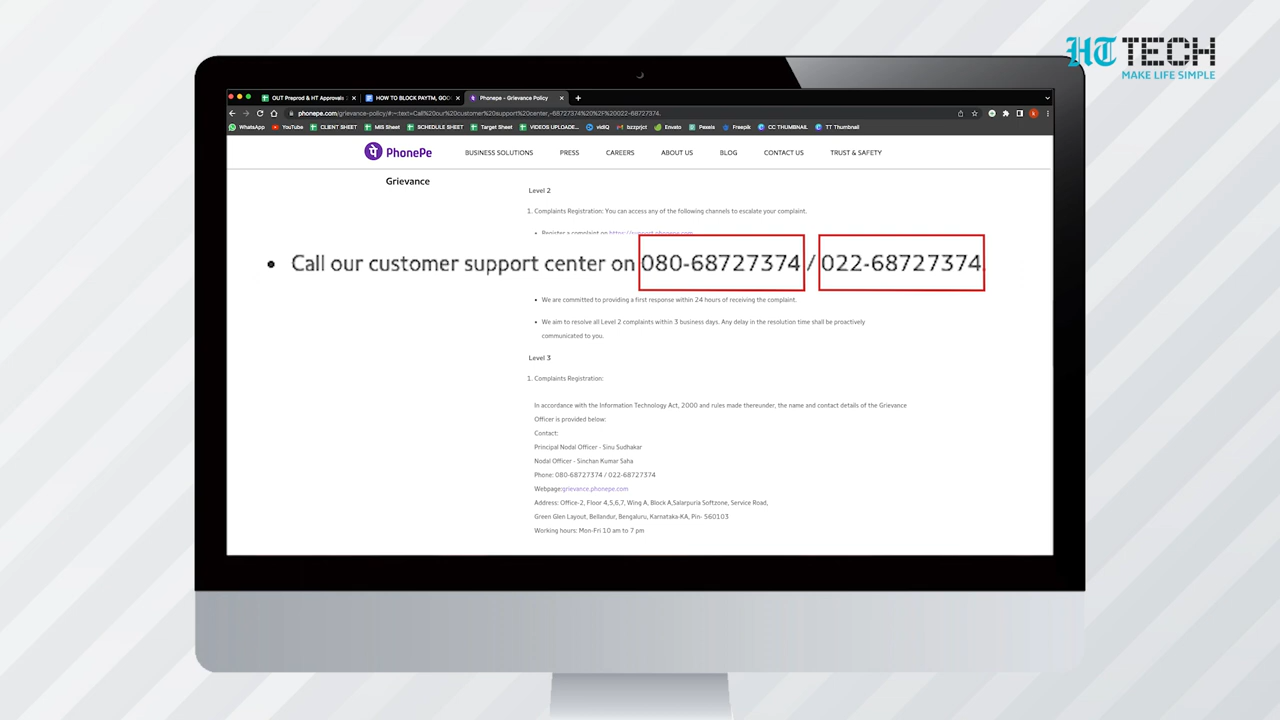 HT TECH
MAKE LIFE SIMPLE
OUT Preprod & HT Approvals
HOW TO BLOCK PAYTM, GOO
Phonepe - Grievance Policy
phonepe.com/grievance-policy/#:~:text=Call%20our%20customer%20support%20center,-68727374%20%2F%20022-68727374.
WhatsApp YouTube CLIENT SHEET MIS Sheet SCHEDULE SHEET Target Sheet VIDEOS UPLOADE... vidIQ bzzprjct Envato Pexels Freepik CC THUMBNAIL TT Thumbnail
PhonePe BUSINESS SOLUTIONS PRESS CAREERS ABOUT US BLOG CONTACT US TRUST & SAFETY
Grievance
Level 2
1. Complaints Registration: You can access any of the following channels to escalate your complaint.
• Register a complaint on https://support.phonepe.com
• Call our customer support center on 080-68727374 / 022-68727374.
• We are committed to providing a first response within 24 hours of receiving the complaint.
• We aim to resolve all Level 2 complaints within 3 business days. Any delay in the resolution time shall be proactively
communicated to you.
Level 3
1. Complaints Registration:
In accordance with the Information Technology Act, 2000 and rules made thereunder, the name and contact details of the Grievance
Officer is provided below:
Contact:
Principal Nodal Officer - Sinu Sudhakar
Nodal Officer - Sinchan Kumar Saha
Phone: 080-68727374 / 022-68727374
Webpage:grievance.phonepe.com
Address: Office-2, Floor 4,5,6,7, Wing A, Block A,Salarpuria Softzone, Service Road,
Green Glen Layout, Bellandur, Bengaluru, Karnataka-KA, Pin- 560103
Working hours: Mon-Fri 10 am to 7 pm